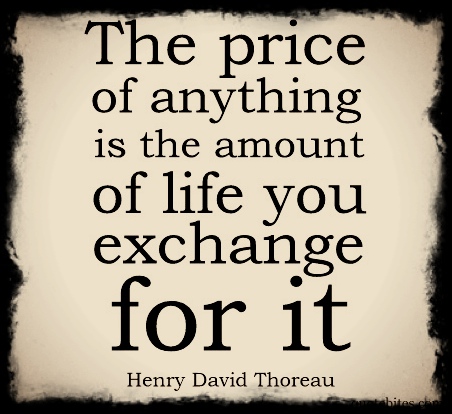 The price
of anything
is the amount
of life you
exchange
for it
Henry David Thoreau